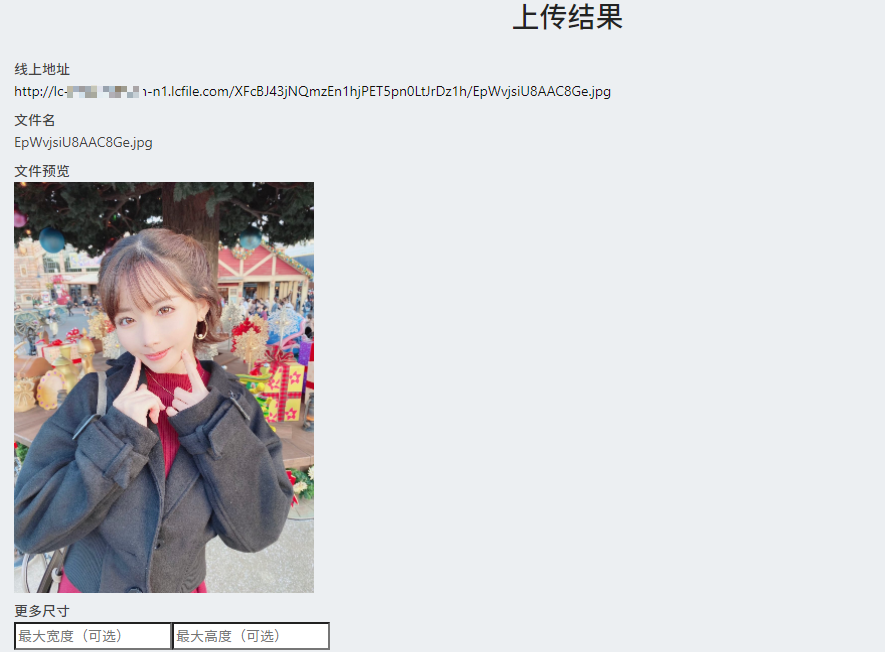 上传结果
线上地址
http://lc-n-n1.lcfile.com/XFcBJ43jNQmzEn1hjPET5pn0LtJrDz1h/EpWvjsiU8AAC8Ge.jpg
文件名
EpWvjsiU8AAC8Ge.jpg
文件预览
更多尺寸
最大宽度（可选） 最大高度（可选）